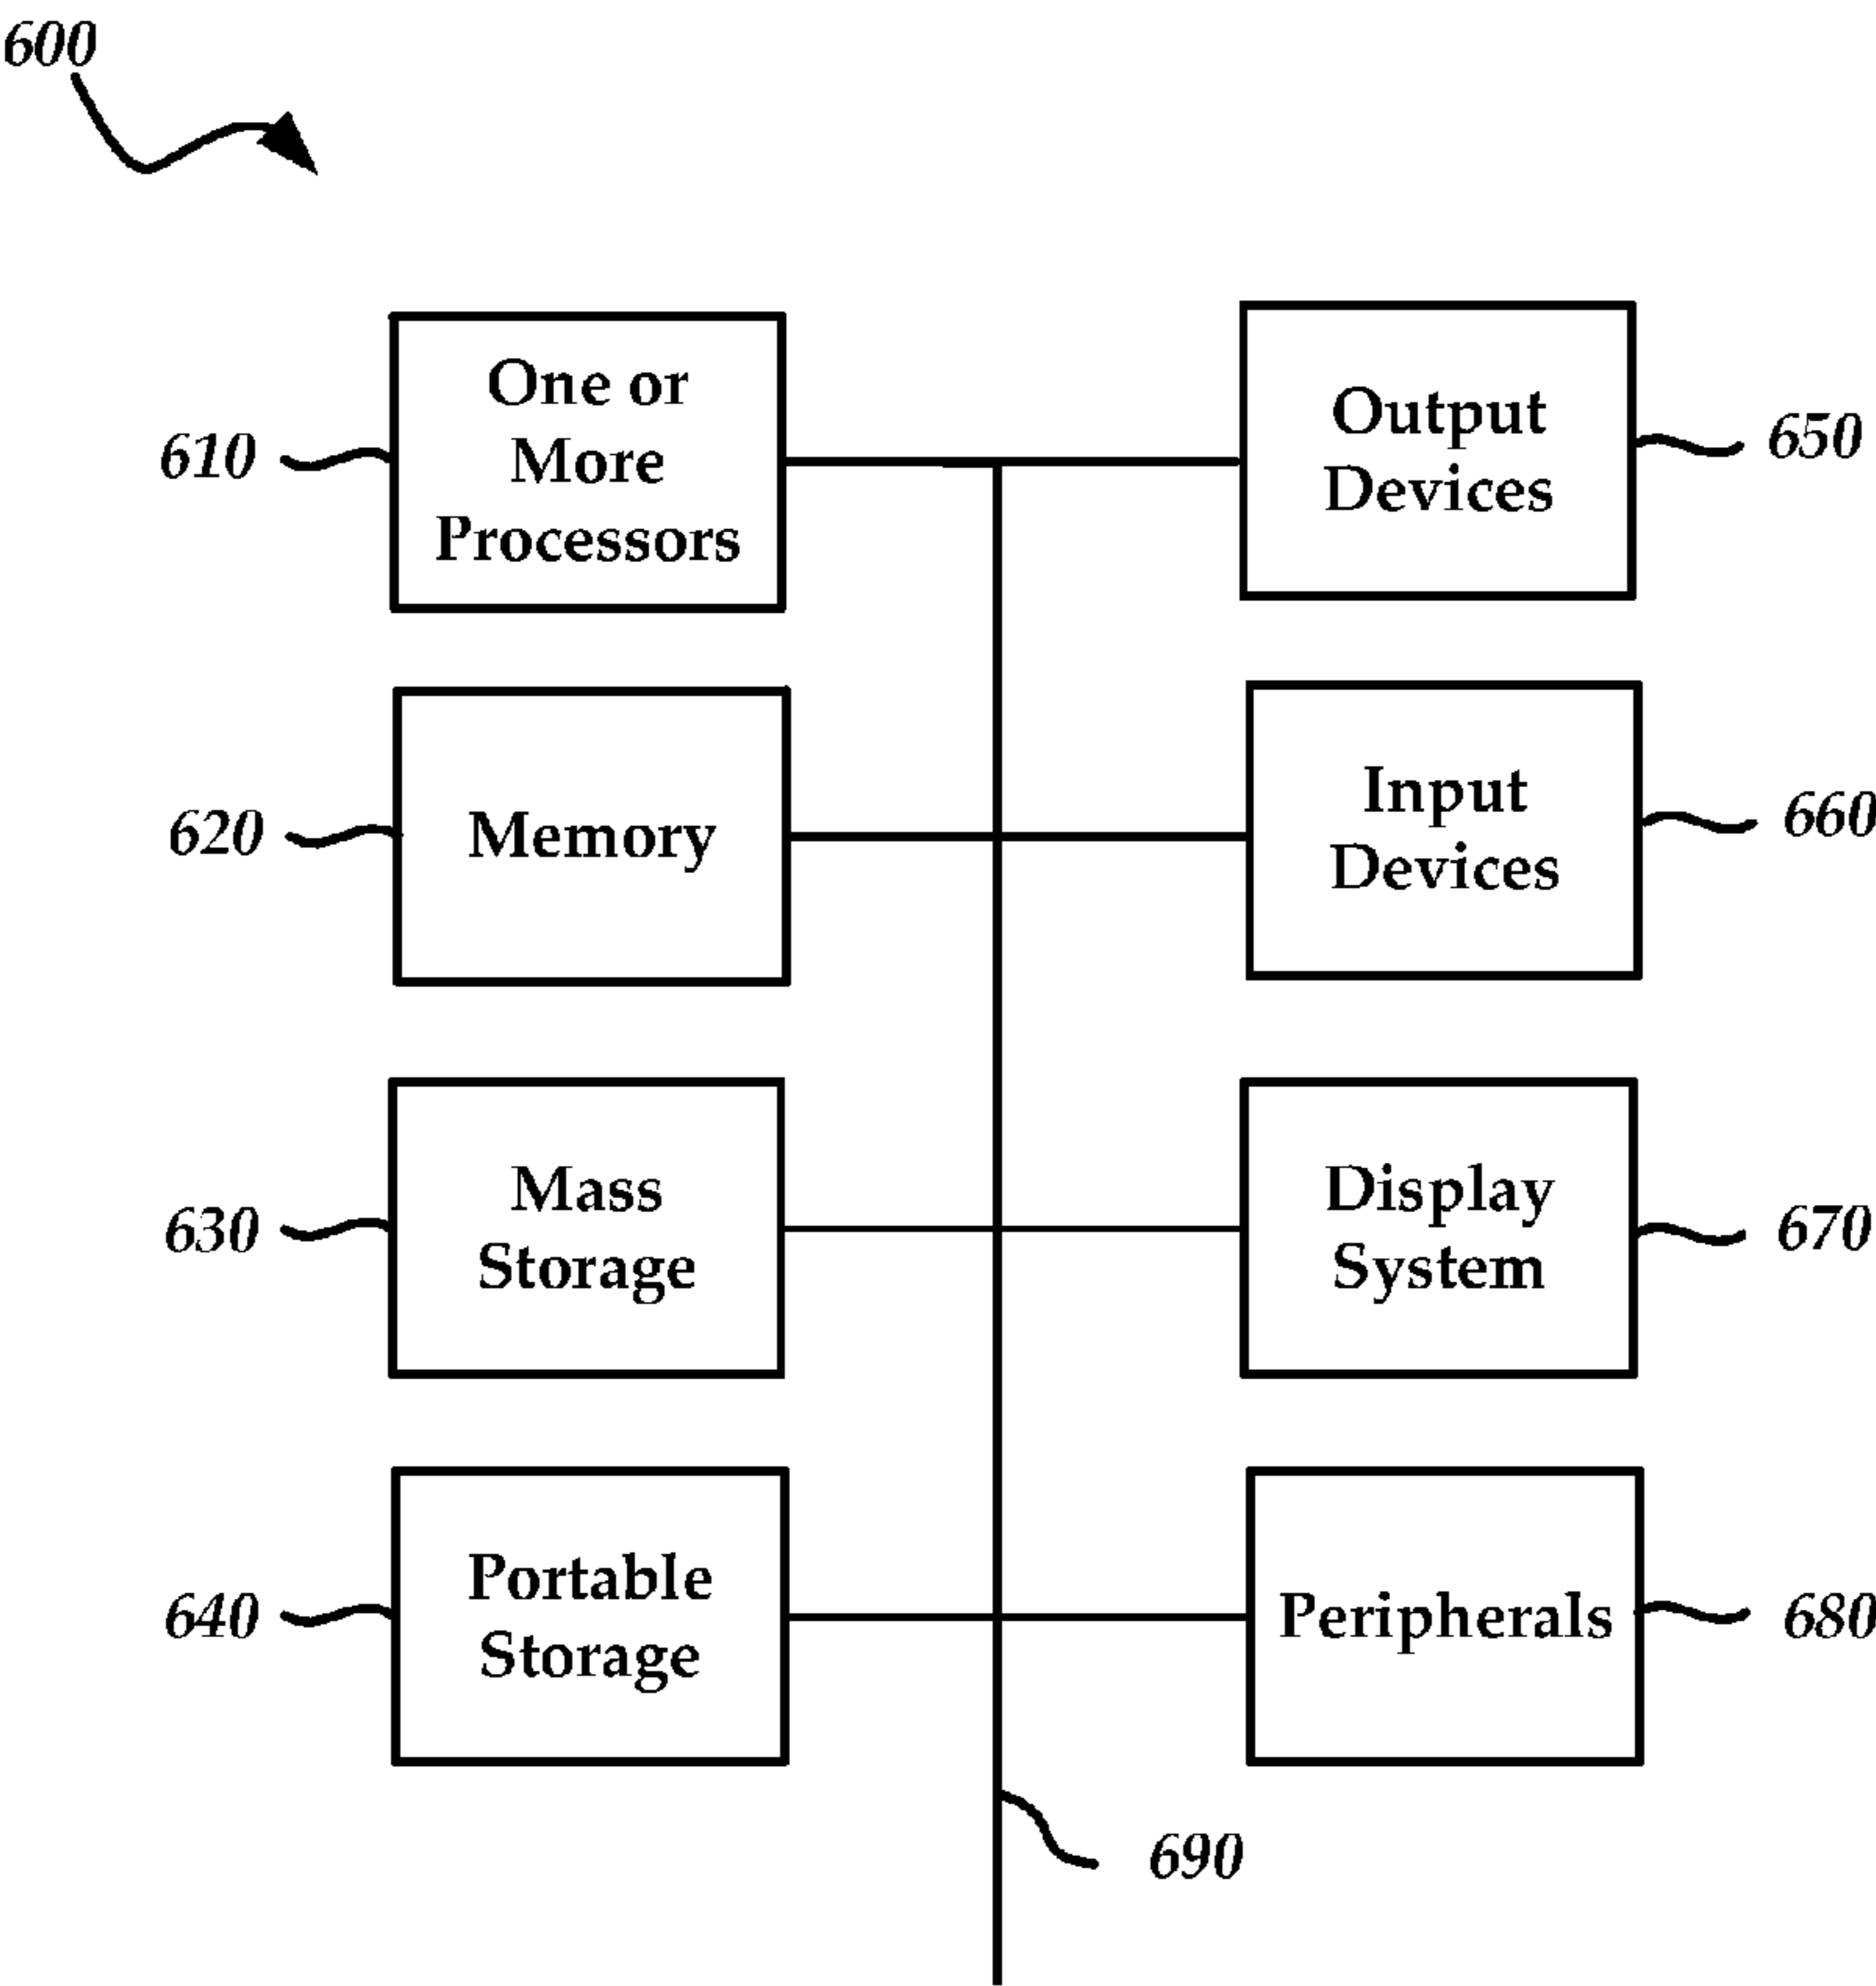 600
One or
More
Processors
610
Output
Devices
650
Memory
620
Input
Devices
660
Mass
Storage
630
Display
System
670
Portable
Storage
640
Peripherals
680
690